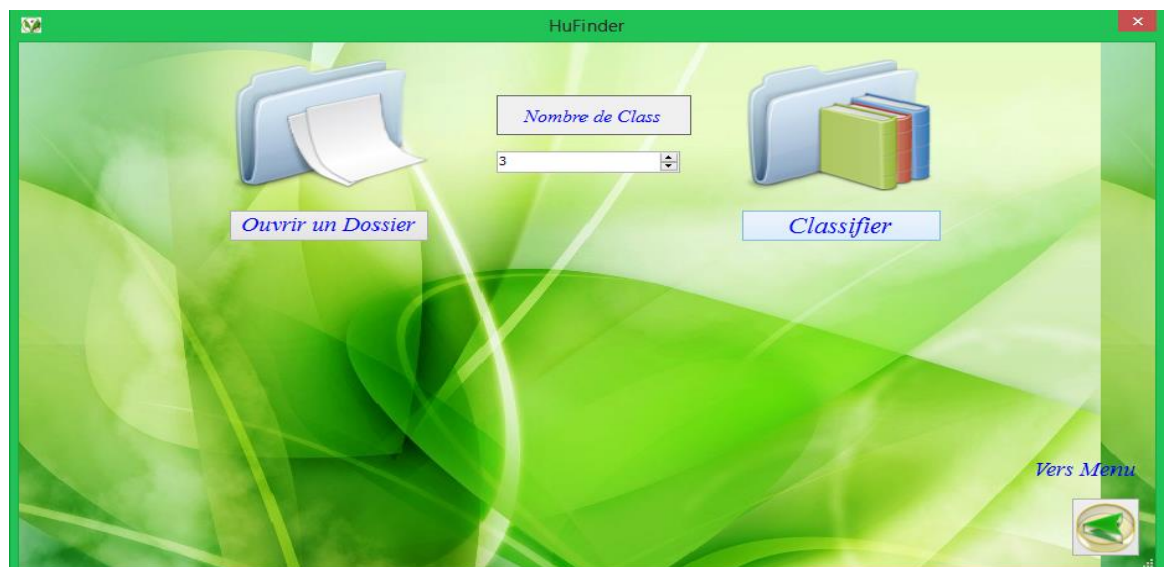 HuFinder
Nombre de Class
3
Ouvrir un Dossier
Classifier
Vers Menu